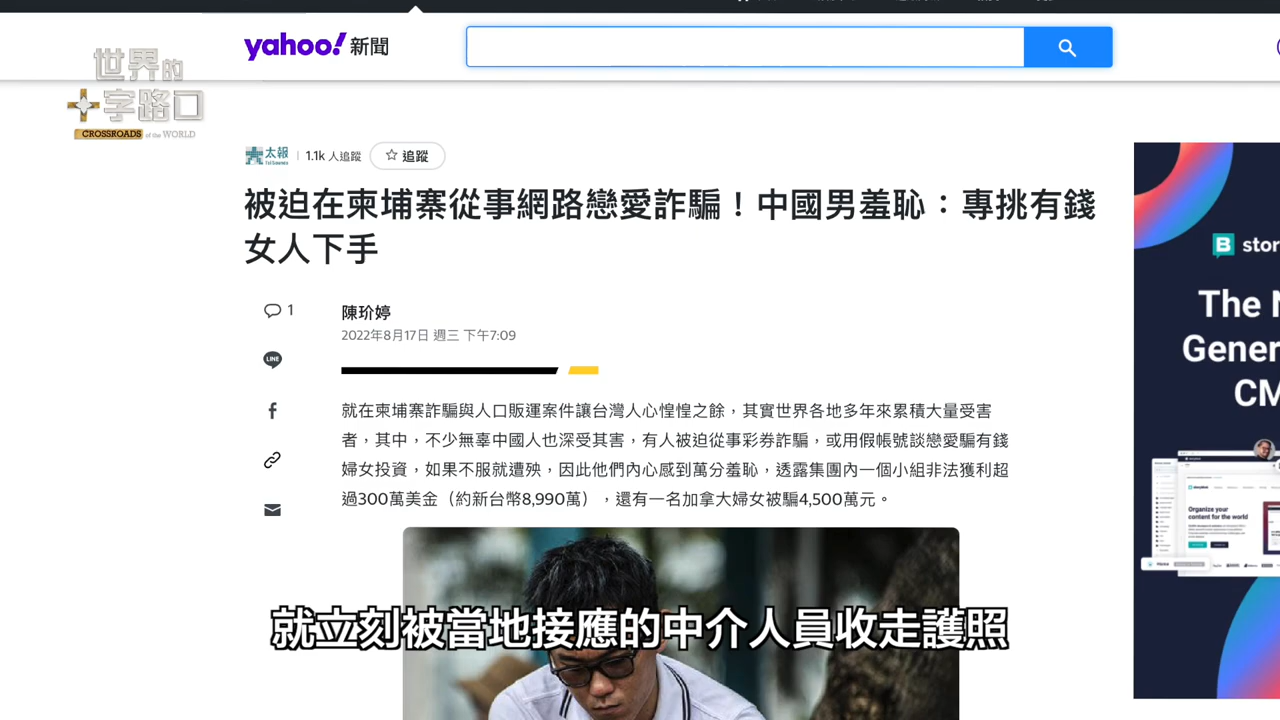 yahoo!新聞
世界的
十字路口
CROSSROADS of the WORLD
太報
1.1k 人追蹤
☆ 追蹤
被迫在柬埔寨從事網路戀愛詐騙!中國男羞恥:專挑有錢
女人下手
1
陳玠婷
2022年8月17日 週三 下午7:09
LINE
就在柬埔寨詐騙與人口販運案件讓台灣人心惶惶之餘,其實世界各地多年來累積大量受害
者,其中,不少無辜中國人也深受其害,有人被迫從事彩券詐騙,或用假帳號談戀愛騙有錢
婦女投資,如果不服就遭殃,因此他們內心感到萬分羞恥,透露集團內一個小組非法獲利超
過300萬美金(約新台幣8,990萬),還有一名加拿大婦女被騙4,500萬元。
就立刻被當地接應的中介人員收走護照
B stor
The N
Gener
CM
Organize your
content for the world